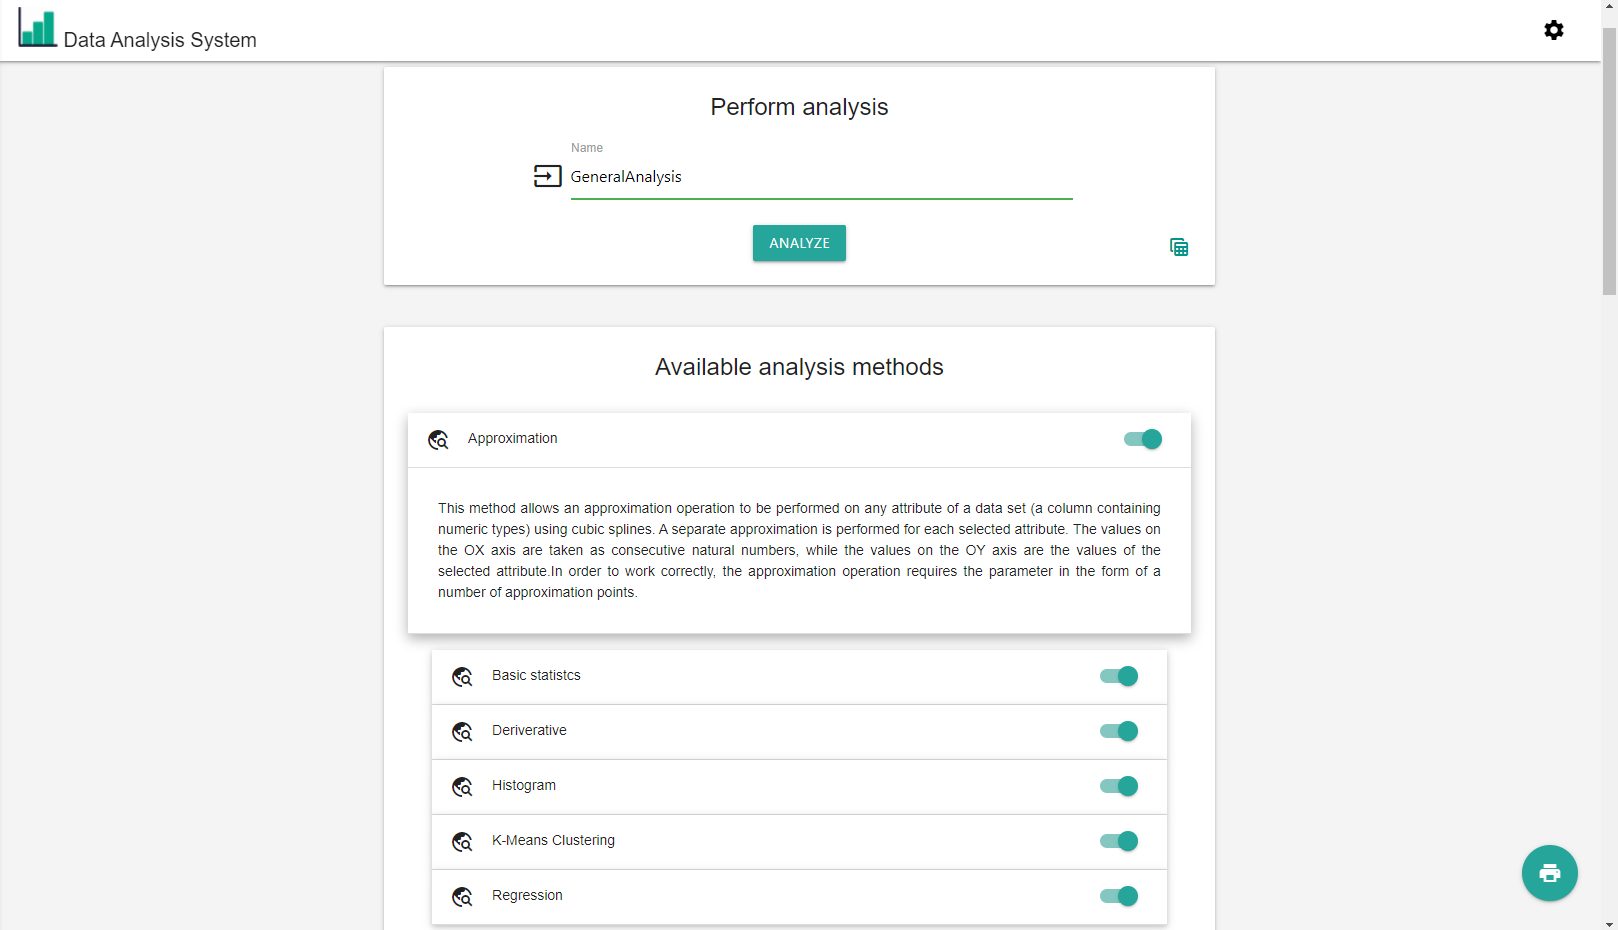 Data Analysis System
Perform analysis
Name
GeneralAnalysis
ANALYZE
Available analysis methods
Approximation
This method allows an approximation operation to be performed on any attribute of a data set (a column containing
numeric types) using cubic splines. A separate approximation is performed for each selected attribute. The values on
the OX axis are taken as consecutive natural numbers, while the values on the OY axis are the values of the
selected attribute.In order to work correctly, the approximation operation requires the parameter in the form of a
number of approximation points.
Basic statistcs
Deriverative
Histogram
K-Means Clustering
Regression